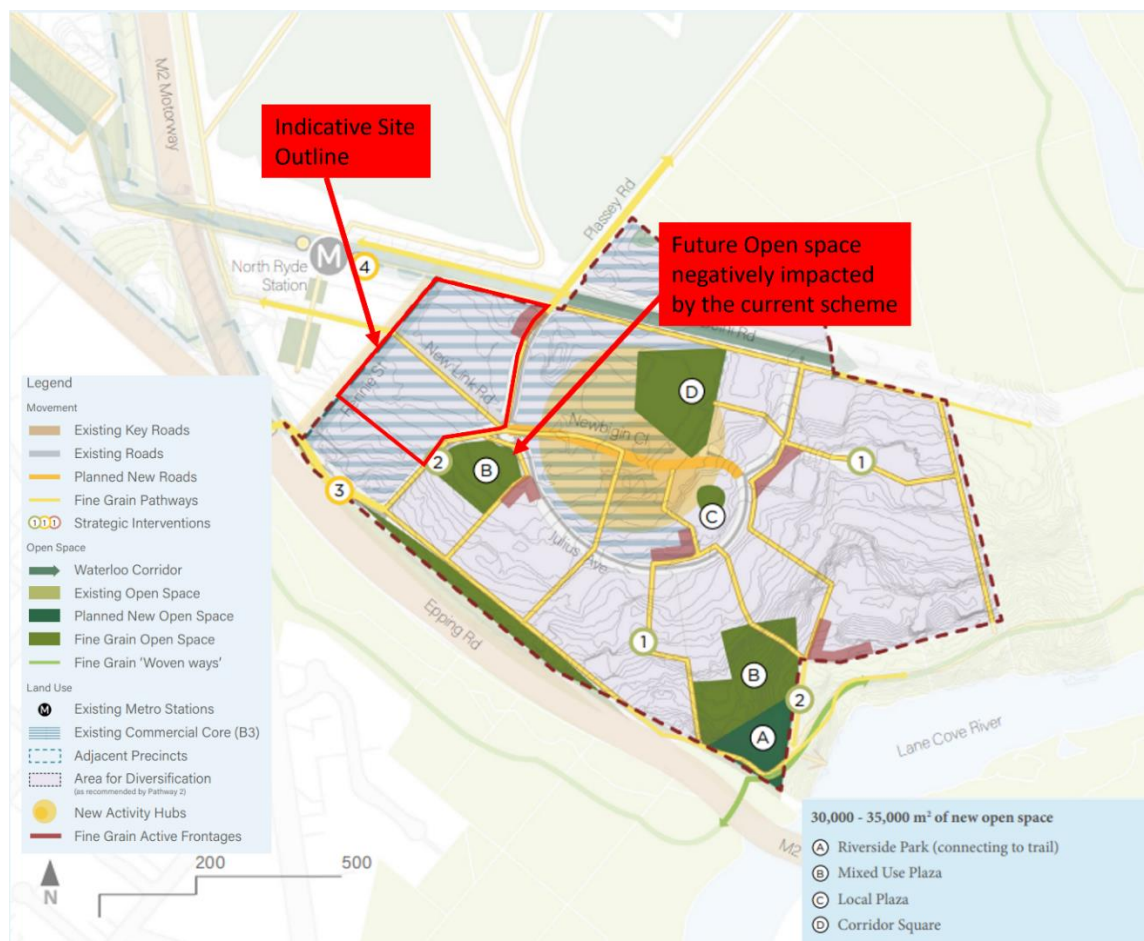 M2 Motorway
Indicative Site
Outline
Plassey Rd
Future Open space
negatively impacted
by the current scheme
M
4
North Ryde
Station
Rd
New Link Rd
D
Newbigin Cl
2
B
1
3
C
Julius Ave
Epping Rd
1
B
2
A
Lane Cove River
M2
Legend
Movement
Existing Key Roads
Existing Roads
Planned New Roads
Fine Grain Pathways
1 1 1 Strategic Interventions
Open Space
Waterloo Corridor
Existing Open Space
Planned New Open Space
Fine Grain Open Space
Fine Grain 'Woven ways'
Land Use
M Existing Metro Stations
Existing Commercial Core (B3)
Adjacent Precincts
Area for Diversification
(as recommended by Pathway 2)
New Activity Hubs
Fine Grain Active Frontages
200 500
N
30,000 - 35,000 m² of new open space
A Riverside Park (connecting to trail)
B Mixed Use Plaza
C Local Plaza
D Corridor Square